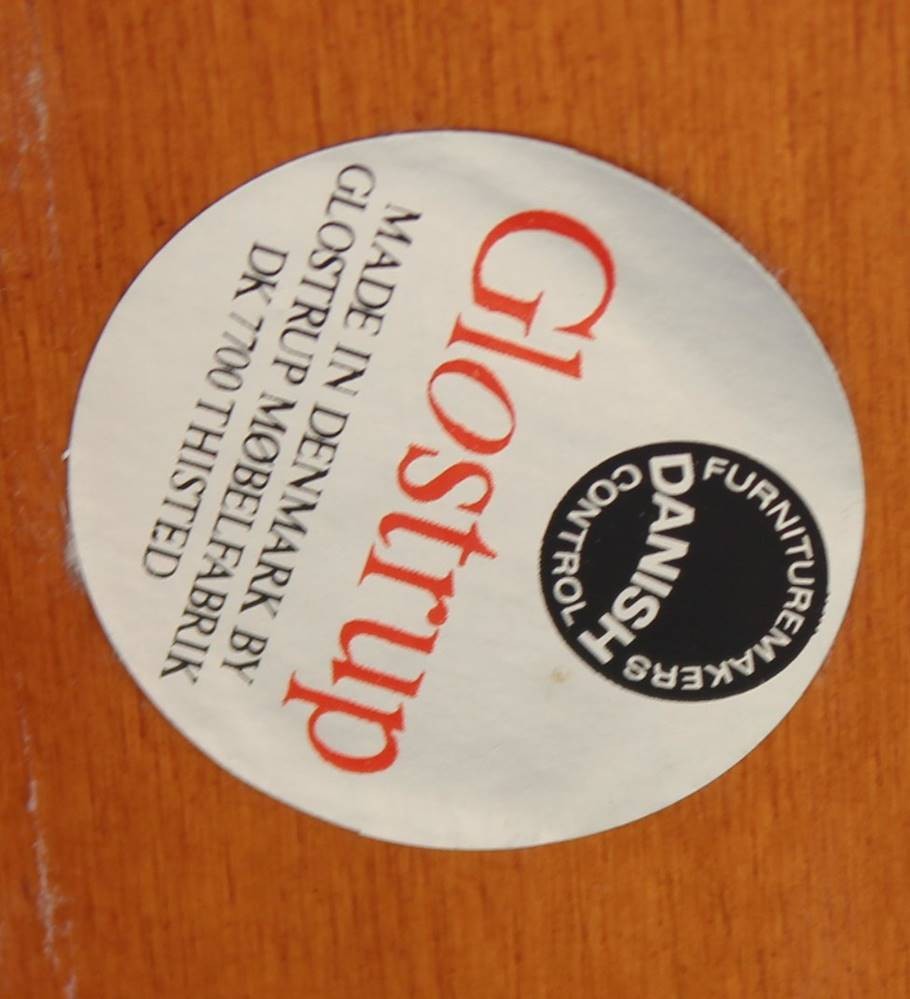 DANISH
FURNITUREMAKERS
CONTROL
Glostrup
MADE IN DENMARK BY
GLOSTRUP MØBELFABRIK
DK 7700 THISTED